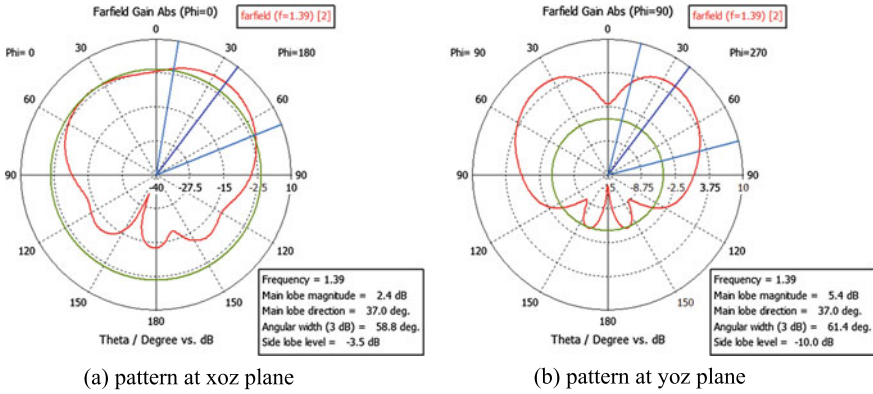 Farfield Gain Abs (Phi=0)
farfield (f=1.39) [2]
Phi= 0
0
Phi=180
30
30
60
60
90
-40
-27.5
-15
-2.5
10
90
120
120
150
150
180
Theta / Degree vs. dB
Frequency = 1.39
Main lobe magnitude = 2.4 dB
Main lobe direction = 37.0 deg.
Angular width (3 dB) = 58.8 deg.
Side lobe level = -3.5 dB
(a) pattern at xoz plane
Farfield Gain Abs (Phi=90)
farfield (f=1.39) [2]
Phi= 90
0
Phi=270
30
30
60
60
90
-15
-8.75
-2.5
3.75
10
90
120
120
150
150
180
Theta / Degree vs. dB
Frequency = 1.39
Main lobe magnitude = 5.4 dB
Main lobe direction = 37.0 deg.
Angular width (3 dB) = 61.4 deg.
Side lobe level = -10.0 dB
(b) pattern at yoz plane